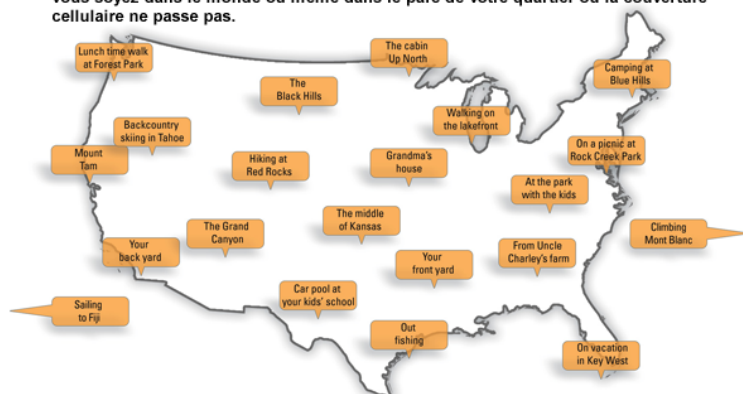 cellulaire ne passe pas.
Lunch time walk
at Forest Park
The cabin
Up North
Camping at
Blue Hills
The
Black Hills
Walking on
the lakefront
Backcountry
skiing in Tahoe
On a picnic at
Rock Creek Park
Mount
Tam
Hiking at
Red Rocks
Grandma's
house
At the park
with the kids
The middle
of Kansas
The Grand
Canyon
Climbing
Mont Blanc
Your
back yard
Your
front yard
From Uncle
Charley's farm
Car pool at
your kids' school
Sailing
to Fiji
Out
fishing
On vacation
in Key West